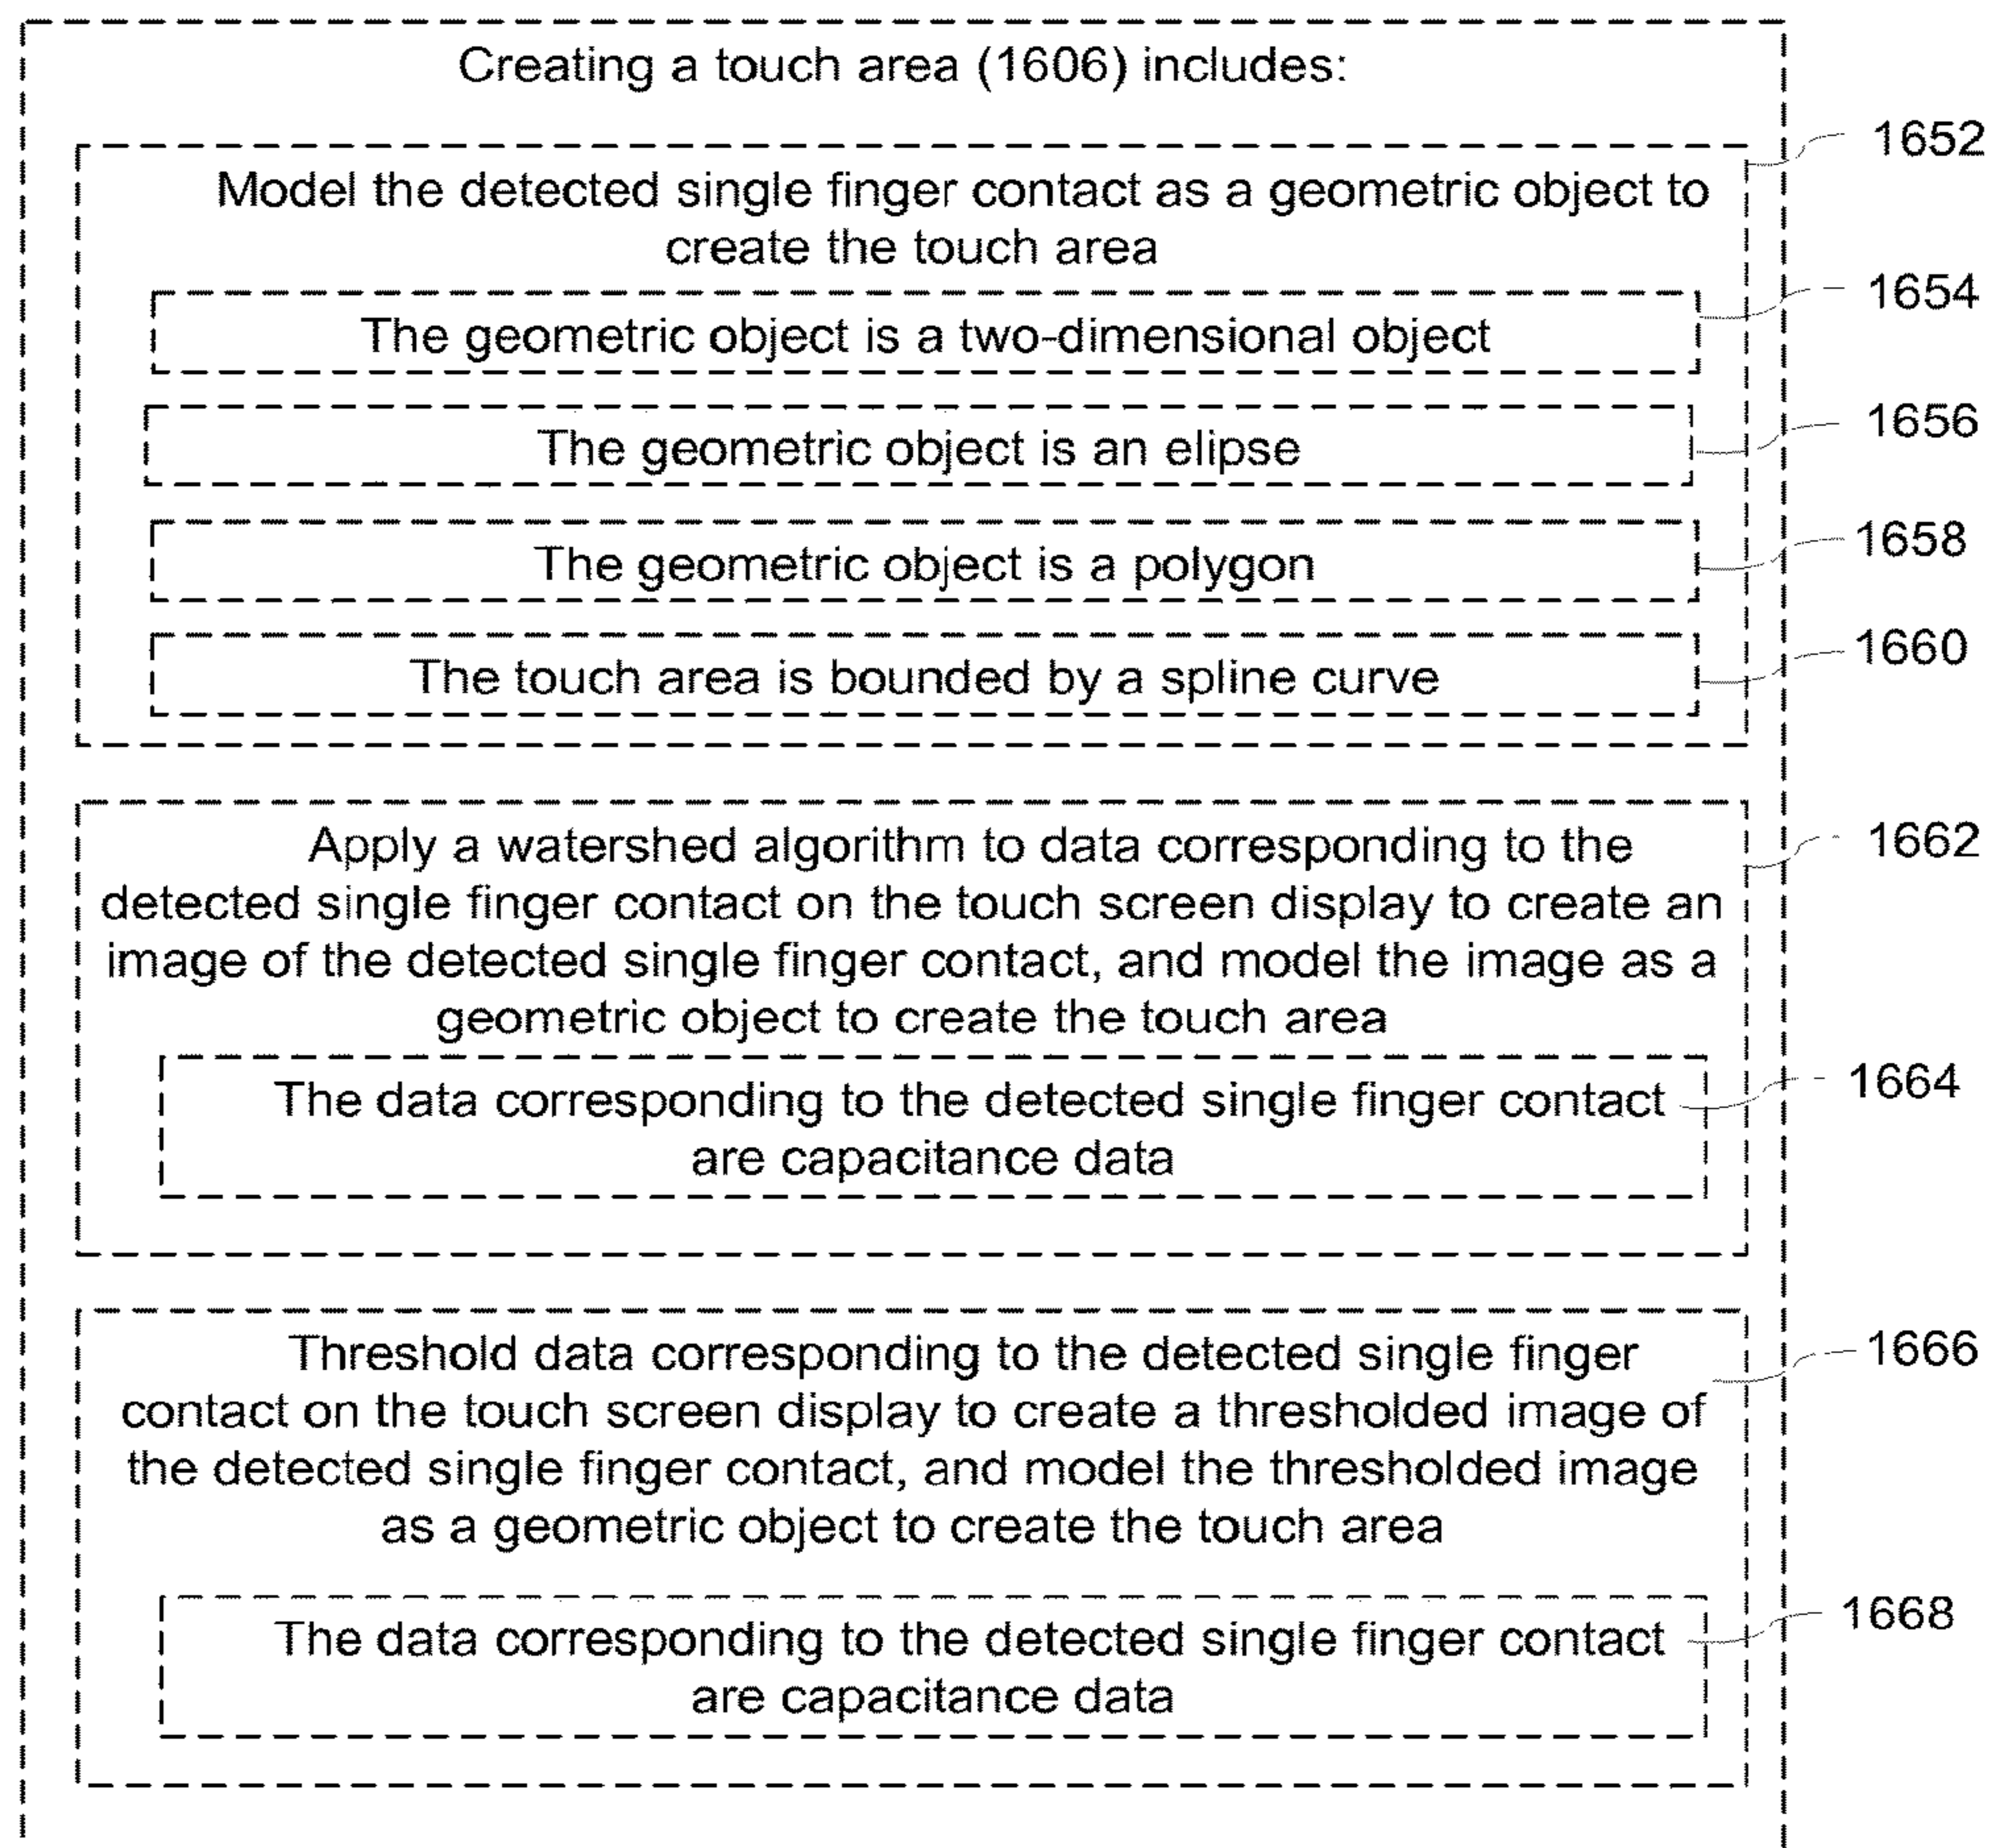 Creating a touch area (1606) includes:
1652
Model the detected single finger contact as a geometric object to
create the touch area
1654
The geometric object is a two-dimensional object
1656
The geometric object is an elipse
1658
The geometric object is a polygon
1660
The touch area is bounded by a spline curve
1662
Apply a watershed algorithm to data corresponding to the
detected single finger contact on the touch screen display to create an
image of the detected single finger contact, and model the image as a
geometric object to create the touch area
1664
The data corresponding to the detected single finger contact
are capacitance data
1666
Threshold data corresponding to the detected single finger
contact on the touch screen display to create a thresholded image of
the detected single finger contact, and model the thresholded image
as a geometric object to create the touch area
1668
The data corresponding to the detected single finger contact
are capacitance data